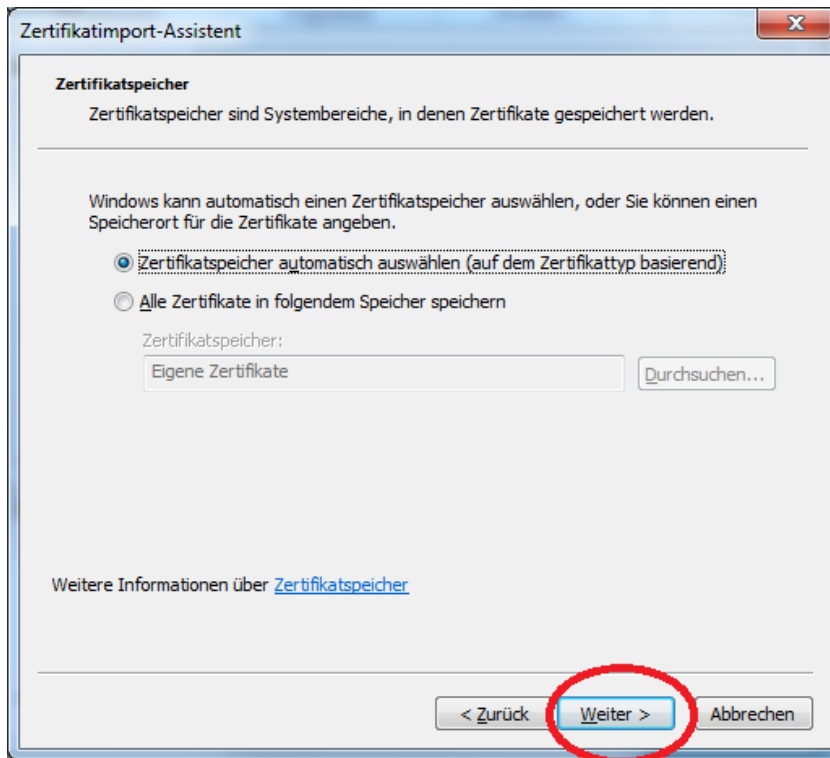 Zertifikatimport-Assistent
Zertifikatspeicher
Zertifikatspeicher sind Systembereiche, in denen Zertifikate gespeichert werden.
Windows kann automatisch einen Zertifikatspeicher auswählen, oder Sie können einen
Speicherort für die Zertifikate angeben.
Zertifikatspeicher automatisch auswählen (auf dem Zertifikattyp basierend)
Alle Zertifikate in folgendem Speicher speichern
Zertifikatspeicher:
Eigene Zertifikate
Durchsuchen...
Weitere Informationen über Zertifikatspeicher
< Zurück
Weiter >
Abbrechen